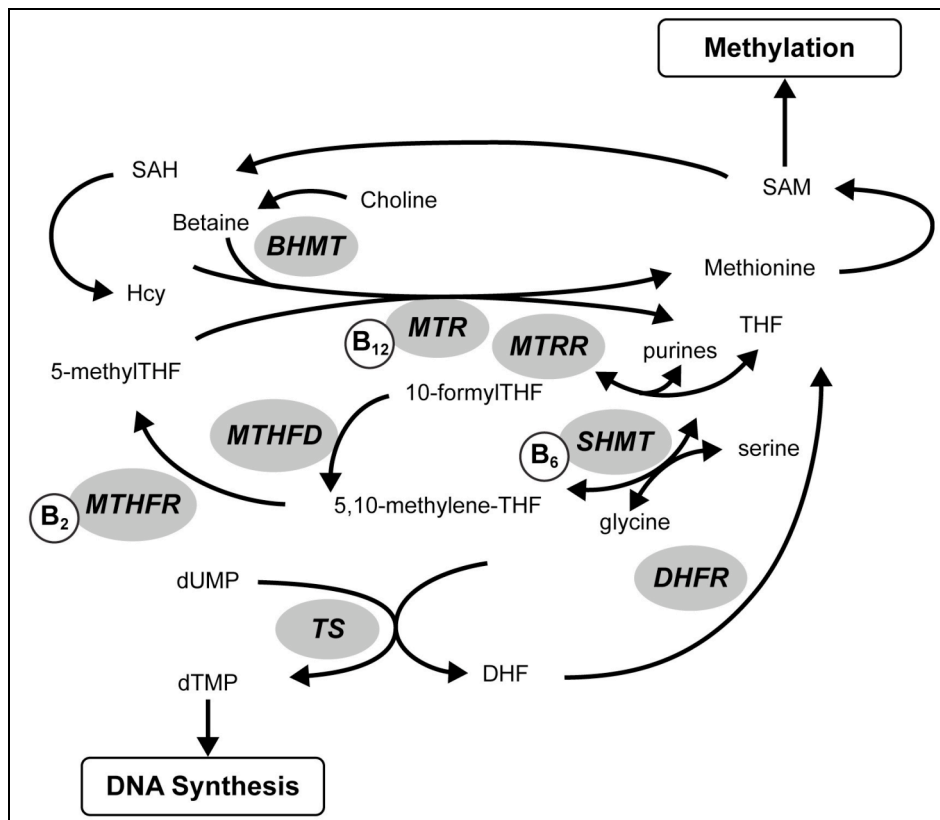 Methylation
SAH
SAM
Choline
Betaine
BHMT
Methionine
Hcy
THF
MTR
B12
MTRR
purines
5-methylTHF
10-formylTHF
MTHFD
SHMT
B6
serine
5,10-methylene-THF
MTHFR
B2
glycine
DHFR
dUMP
TS
DHF
dTMP
DNA Synthesis